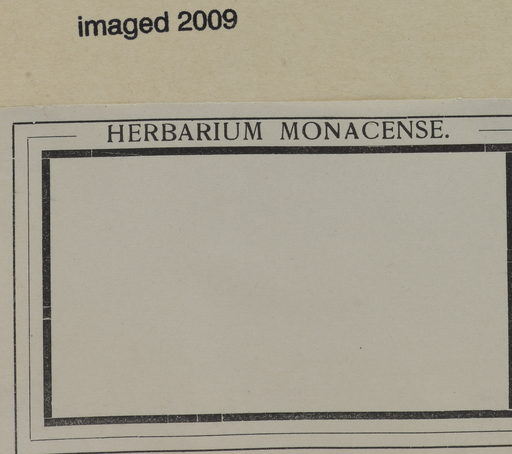 imaged 2009
HERBARIUM MONACENSE.